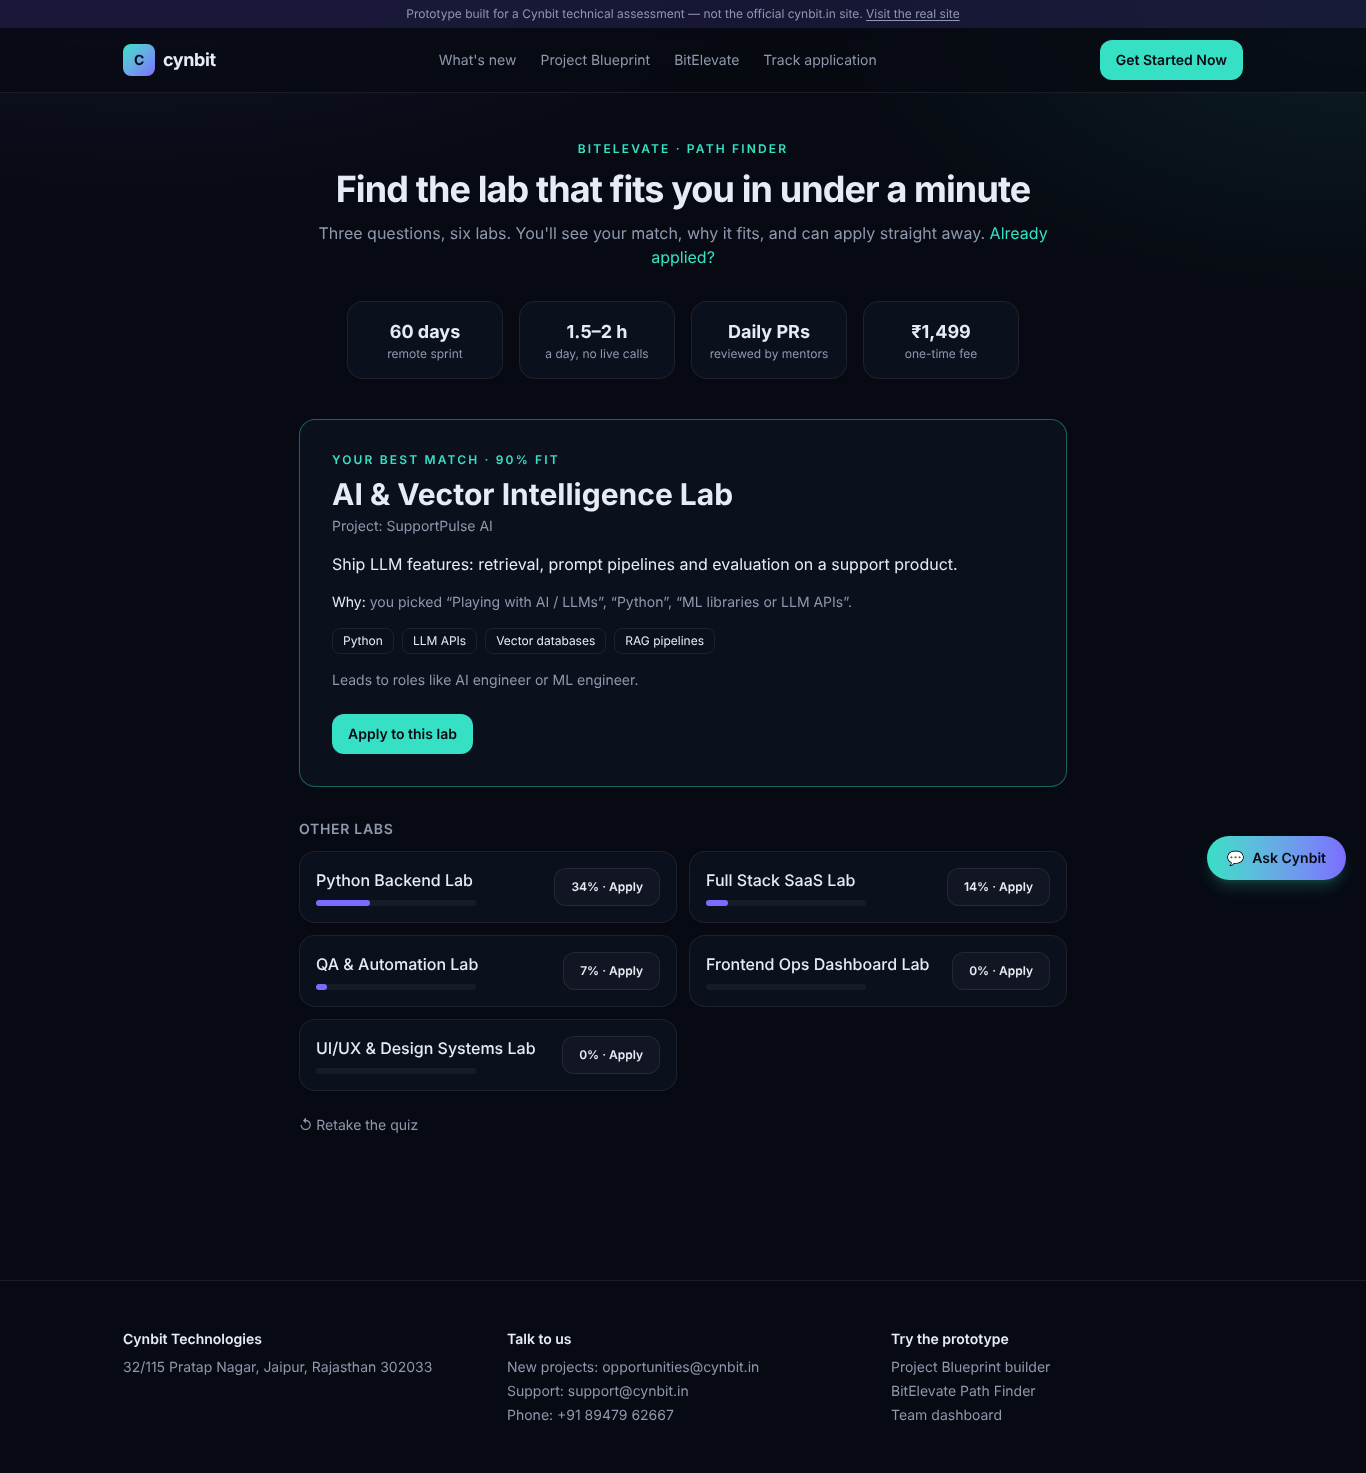 Prototype built for a Cynbit technical assessment — not the official cynbit.in site. Visit the real site
C cynbit
What's new
Project Blueprint
BitElevate
Track application
Get Started Now
BITELEVATE · PATH FINDER
Find the lab that fits you in under a minute
Three questions, six labs. You'll see your match, why it fits, and can apply straight away. Already
applied?
60 days
remote sprint
1.5–2 h
a day, no live calls
Daily PRs
reviewed by mentors
₹1,499
one-time fee
YOUR BEST MATCH · 90% FIT
AI & Vector Intelligence Lab
Project: SupportPulse AI
Ship LLM features: retrieval, prompt pipelines and evaluation on a support product.
Why: you picked “Playing with AI / LLMs”, “Python”, “ML libraries or LLM APIs”.
Python
LLM APIs
Vector databases
RAG pipelines
Leads to roles like AI engineer or ML engineer.
Apply to this lab
OTHER LABS
Python Backend Lab
34% · Apply
Full Stack SaaS Lab
14% · Apply
QA & Automation Lab
7% · Apply
Frontend Ops Dashboard Lab
0% · Apply
UI/UX & Design Systems Lab
0% · Apply
↺ Retake the quiz
💬 Ask Cynbit
Cynbit Technologies
32/115 Pratap Nagar, Jaipur, Rajasthan 302033
Talk to us
New projects: opportunities@cynbit.in
Support: support@cynbit.in
Phone: +91 89479 62667
Try the prototype
Project Blueprint builder
BitElevate Path Finder
Team dashboard